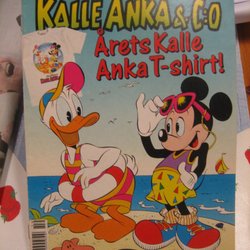 KALLE ANKA & C:O
Årets Kalle
Anka T-shirt!